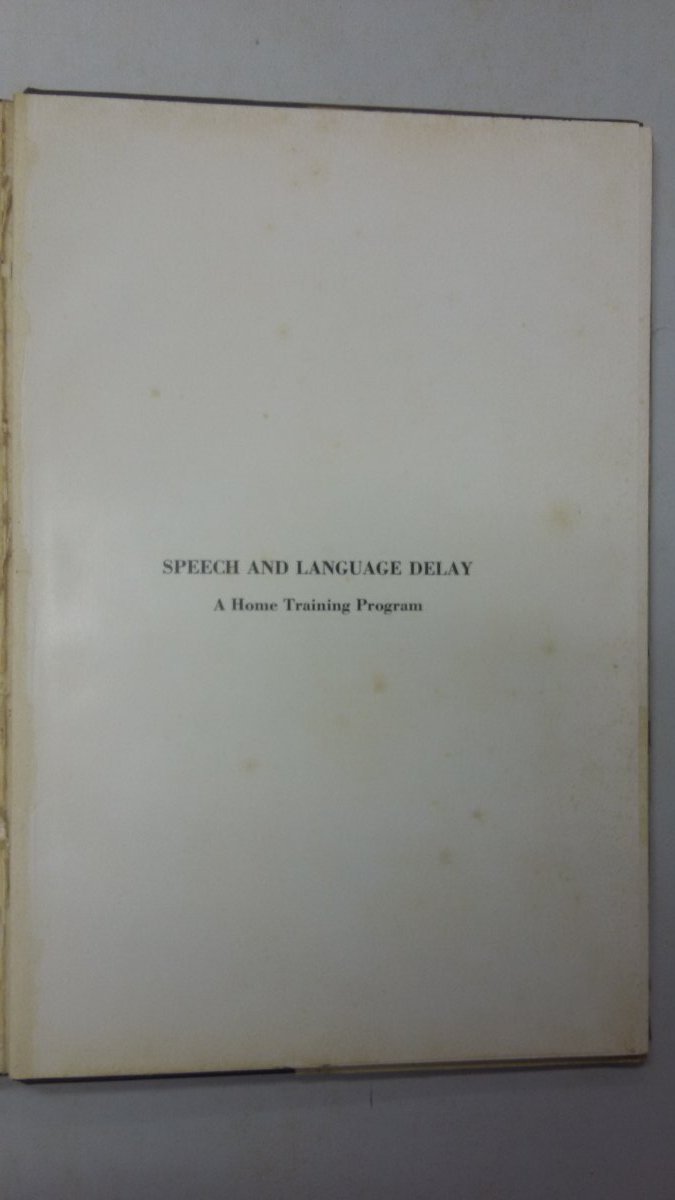 SPEECH AND LANGUAGE DELAY
A Home Training Program